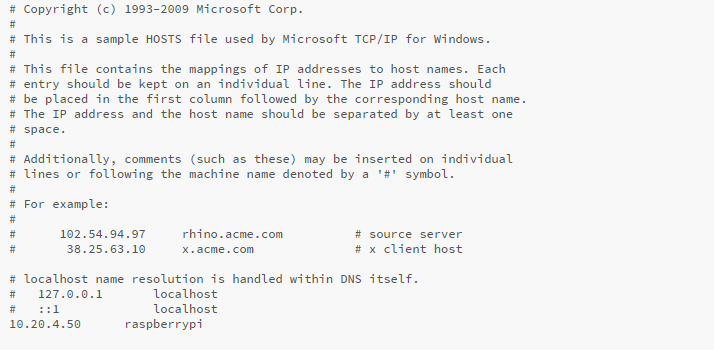 # Copyright (c) 1993-2009 Microsoft Corp.
#
# This is a sample HOSTS file used by Microsoft TCP/IP for Windows.
#
# This file contains the mappings of IP addresses to host names. Each
# entry should be kept on an individual line. The IP address should
# be placed in the first column followed by the corresponding host name.
# The IP address and the host name should be separated by at least one
# space.
#
# Additionally, comments (such as these) may be inserted on individual
# lines or following the machine name denoted by a '#' symbol.
#
# For example:
#
#      102.54.94.97     rhino.acme.com          # source server
#       38.25.63.10     x.acme.com              # x client host

# localhost name resolution is handled within DNS itself.
#   127.0.0.1       localhost
#   ::1             localhost
10.20.4.50      raspberrypi